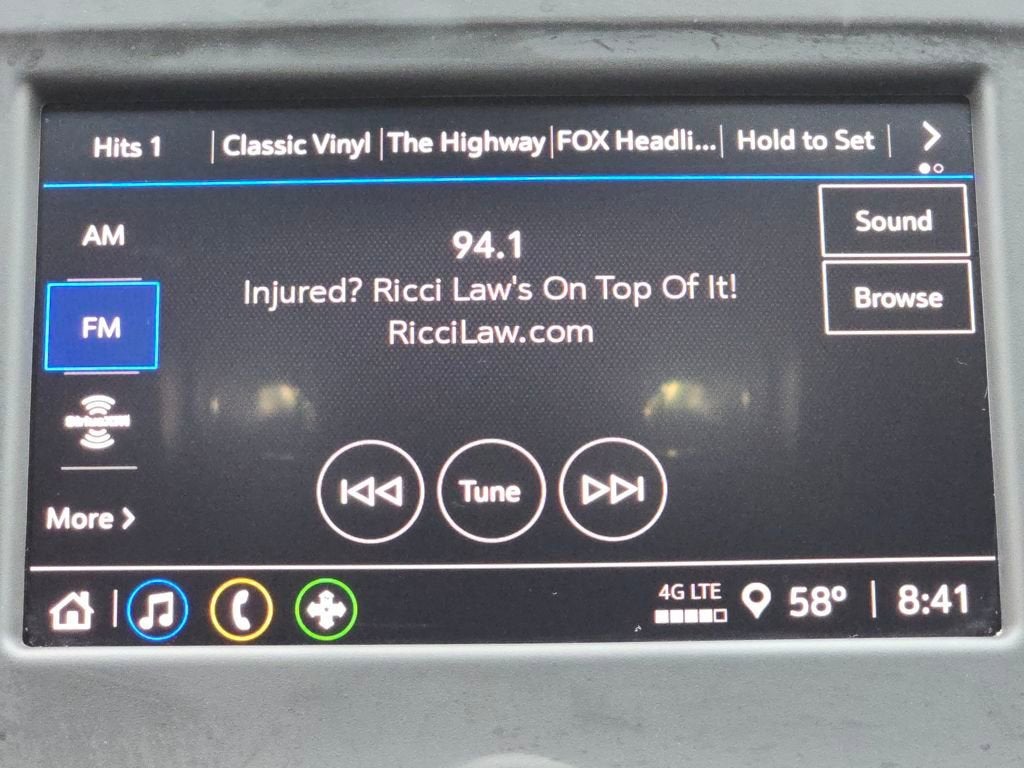 Hits 1
Classic Vinyl
The Highway
FOX Headli...
Hold to Set
AM
FM
SiriusXM
More
94.1
Injured? Ricci Law's On Top Of It!
RicciLaw.com
Tune
Sound
Browse
4G LTE
58°
8:41